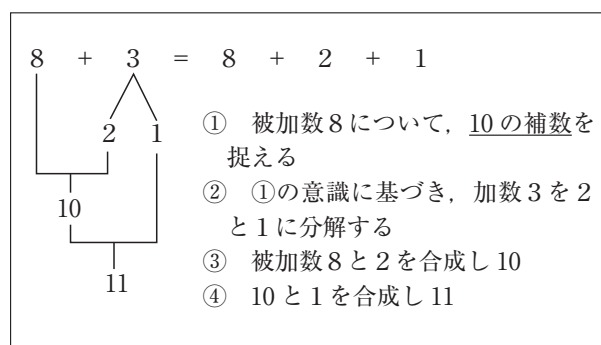 8 + 3 = 8 + 2 + 1
2 1
10
11
① 被加数8について，10の補数を
捉える
② ①の意識に基づき，加数3を2
と1に分解する
③ 被加数8と2を合成し10
④ 10と1を合成し11